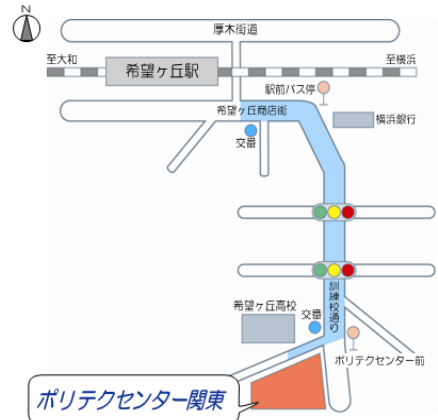 N
厚木街道
至大和
至横浜
希望ヶ丘駅
駅前バス停
希望ヶ丘商店街
横浜銀行
交番
訓練校通り
希望ヶ丘高校
交番
ポリテクセンター前
ポリテクセンター関東